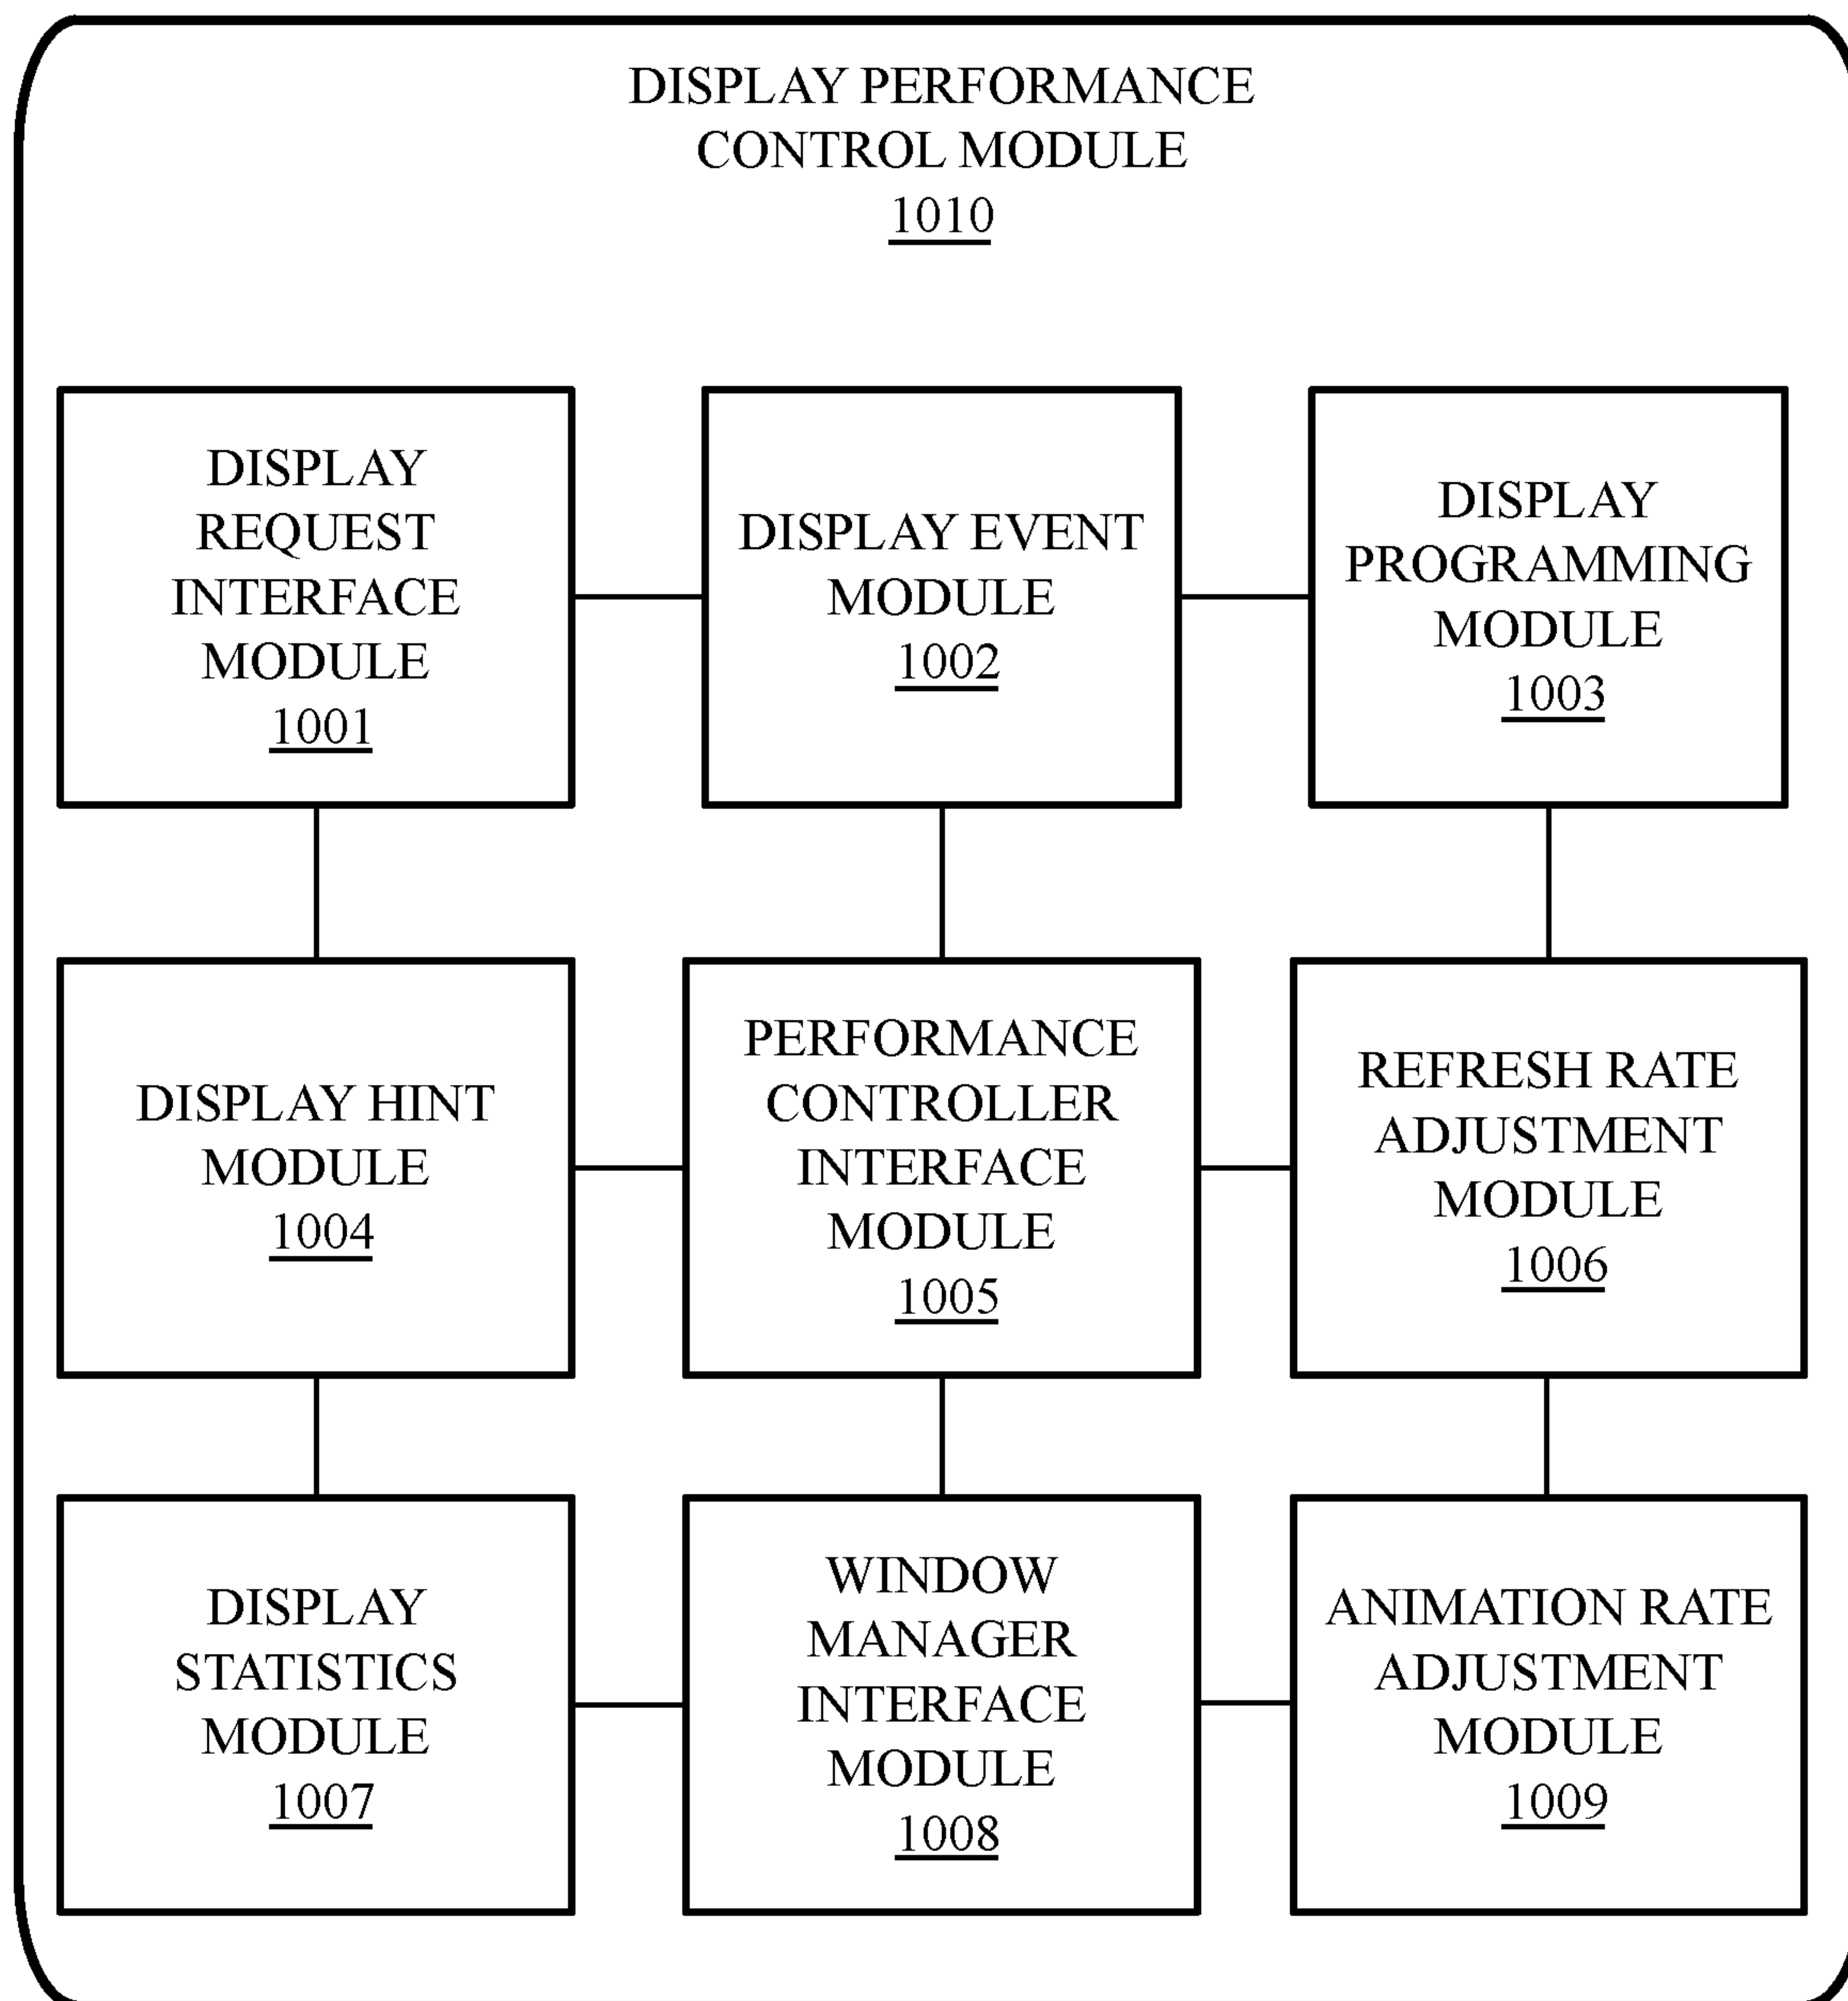 DISPLAY PERFORMANCE
CONTROL MODULE
1010
DISPLAY
REQUEST
INTERFACE
MODULE
1001
DISPLAY EVENT
MODULE
1002
DISPLAY
PROGRAMMING
MODULE
1003
DISPLAY HINT
MODULE
1004
PERFORMANCE
CONTROLLER
INTERFACE
MODULE
1005
REFRESH RATE
ADJUSTMENT
MODULE
1006
DISPLAY
STATISTICS
MODULE
1007
WINDOW
MANAGER
INTERFACE
MODULE
1008
ANIMATION RATE
ADJUSTMENT
MODULE
1009